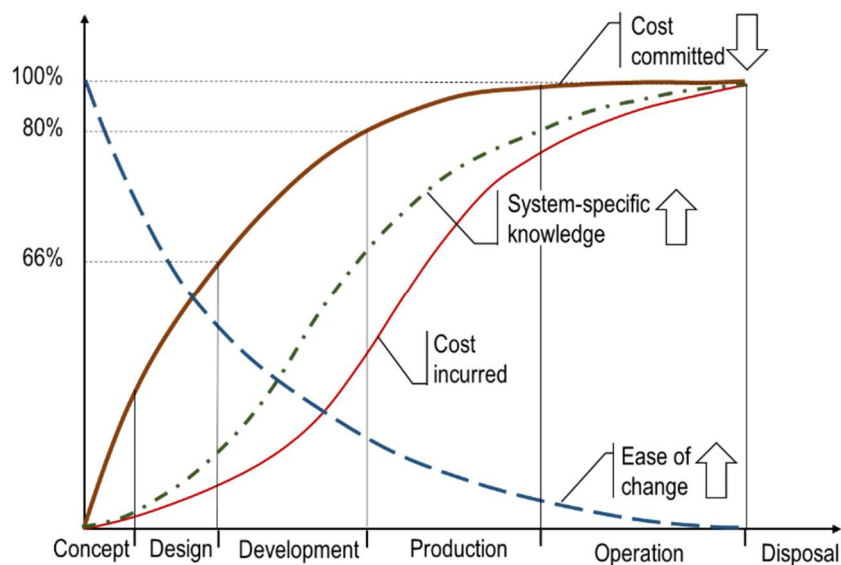 Cost
committed
100%
80%
System-specific
knowledge
66%
Cost
incurred
Ease of
change
Concept
Design
Development
Production
Operation
Disposal